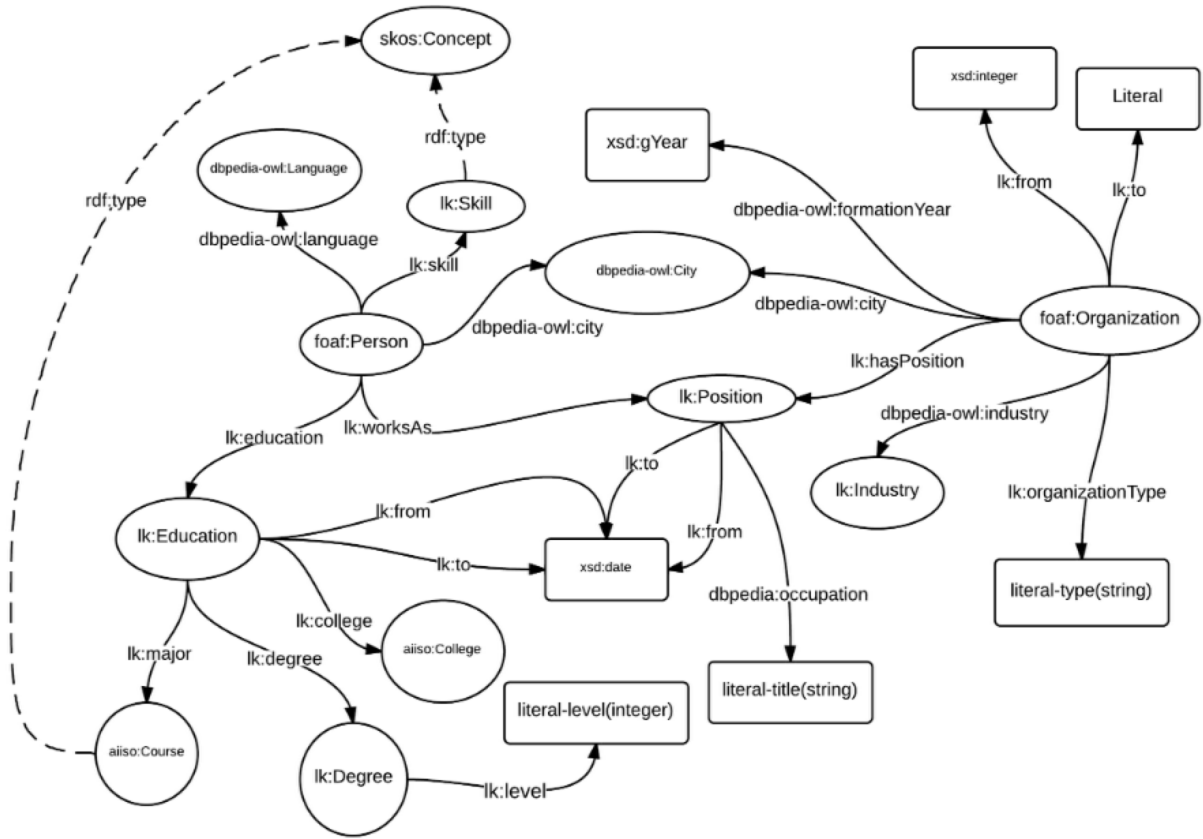 skos:Concept
xsd:integer
Literal
xsd:gYear
rdf:type
dbpedia-owl:Language
lk:from
lk:to
rdf:type
lk:Skill
dbpedia-owl:formationYear
dbpedia-owl:language
lk:skill
dbpedia-owl:City
dbpedia-owl:city
foaf:Organization
dbpedia-owl:city
foaf:Person
lk:hasPosition
lk:Position
dbpedia-owl:industry
lk:worksAs
lk:education
lk:to
lk:Industry
lk:organizationType
lk:from
lk:from
lk:Education
lk:to
xsd:date
literal-type(string)
dbpedia:occupation
lk:college
aiiso:College
lk:major
lk:degree
literal-title(string)
literal-level(integer)
aiiso:Course
lk:Degree
lk:level